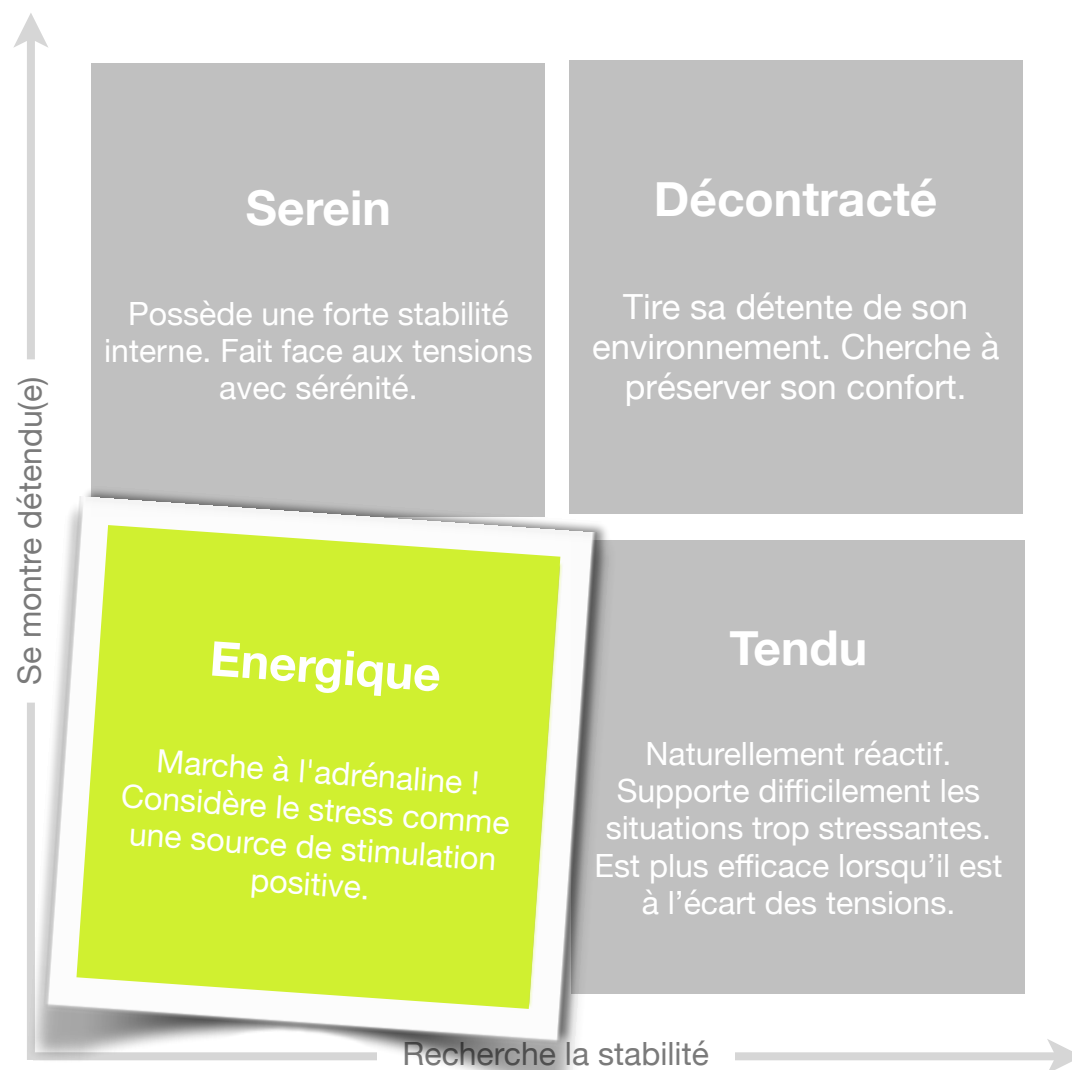 Serein
Possède une forte stabilité
interne. Fait face aux tensions
avec sérénité.
Décontracté
Tire sa détente de son
environnement. Cherche à
préserver son confort.
Se montre détendu(e)
Energique
Marche à l'adrénaline !
Considère le stress comme
une source de stimulation
positive.
Tendu
Naturellement réactif.
Supporte difficilement les
situations trop stressantes.
Est plus efficace lorsqu’il est
à l’écart des tensions.
Recherche la stabilité